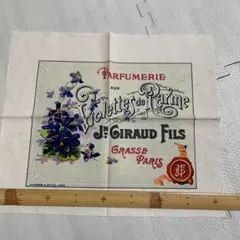 PARFUMERIE
AUX
Violettes de Parme
JN GIRAUD FILS
GRASSE
PARIS